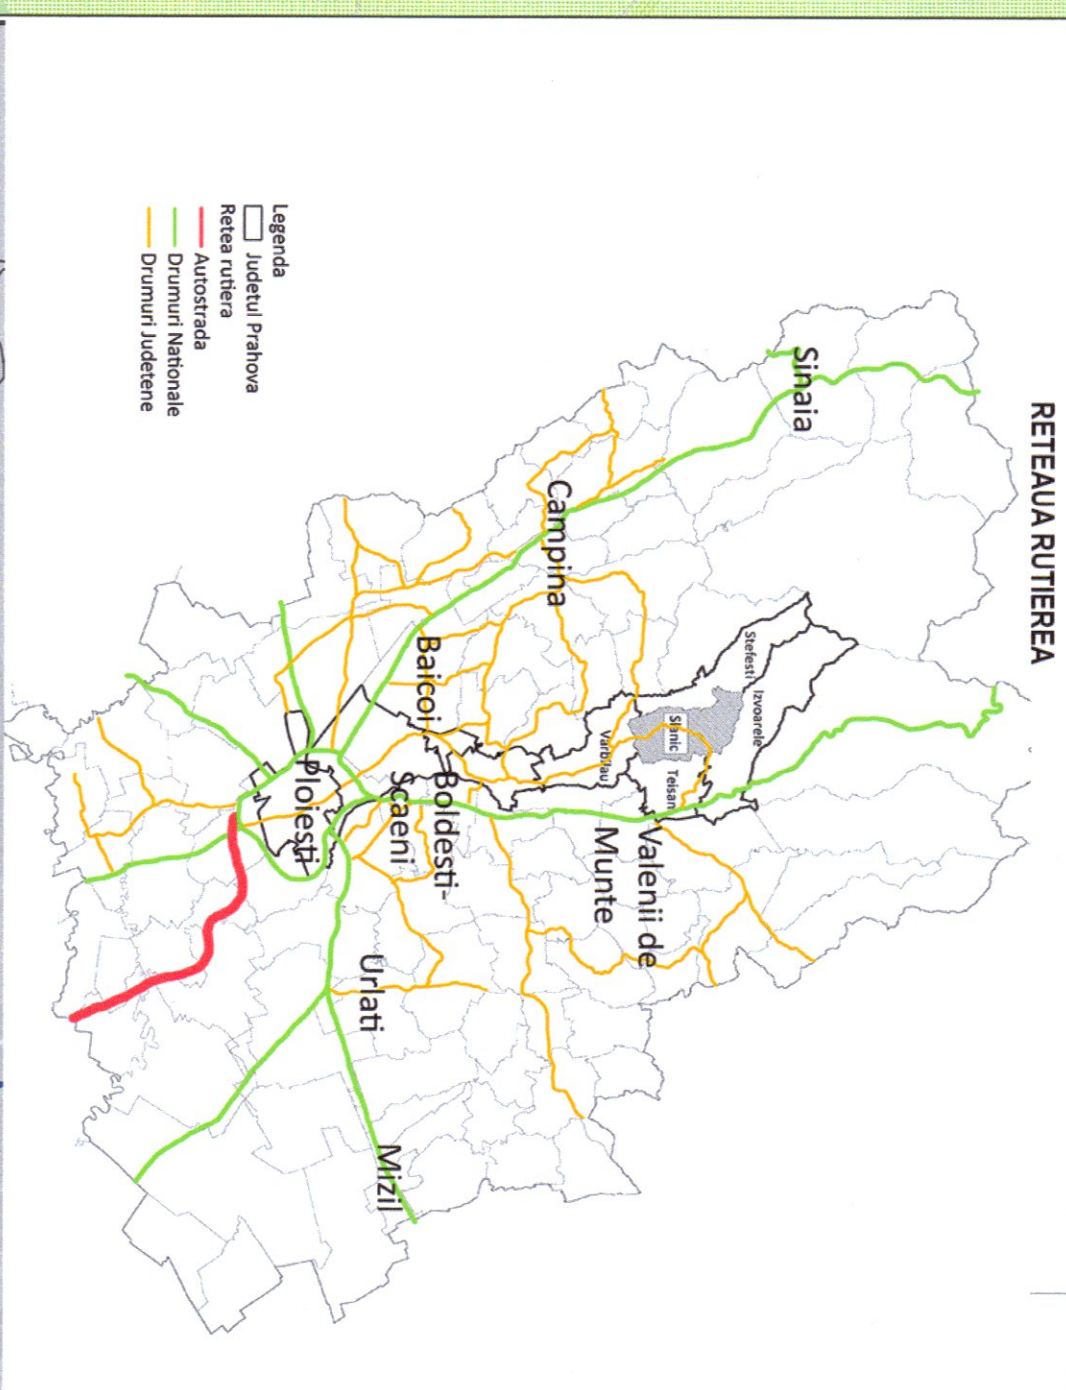 RETEAUA RUTIEREA
Sinaia
Stefesti
Izvoarele
Slanic
Teisani
Varbilau
Valenii de
Munte
Campina
Baicoi
Boldesti-
Scaeni
Ploiesti
Urlati
Mizil
Legenda
Judetul Prahova
Retea rutiera
Autostrada
Drumuri Nationale
Drumuri Judetene